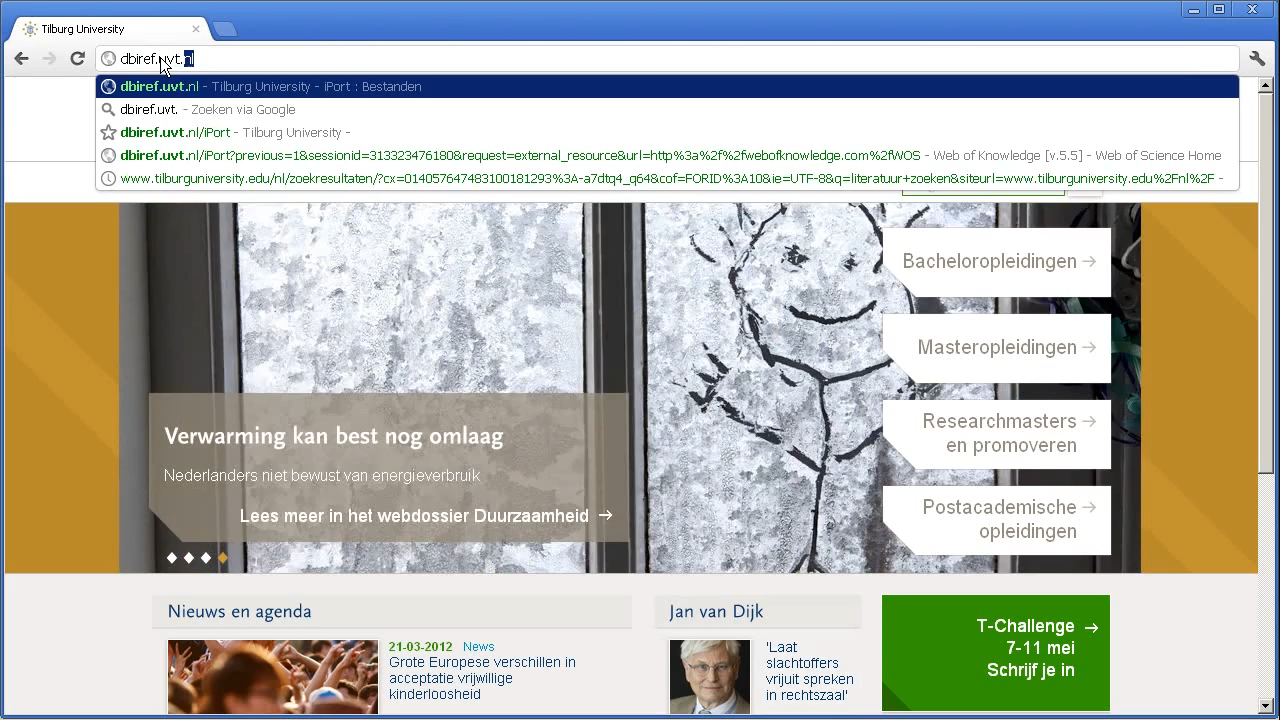 Tilburg University
dbiref.uvt.nl
dbiref.uvt.nl - Tilburg University - iPort : Bestanden
dbiref.uvt. - Zoeken via Google
dbiref.uvt.nl/iPort - Tilburg University -
dbiref.uvt.nl/iPort?previous=1&sessionid=313323476180&request=external_resource&url=http%3a%2f%2fwebofknowledge.com%2fWOS - Web of Knowledge [v.5.5] - Web of Science Home
www.tilburguniversity.edu/nl/zoekresultaten/?cx=014057647483100181293%3A-a7dtq4_q64&cof=FORID%3A10&ie=UTF-8&q=literatuur+zoeken&siteurl=www.tilburguniversity.edu%2Fnl%2F -
Bacheloropleidingen
Masteropleidingen
Researchmasters
en promoveren
Postacademische
opleidingen
Verwarming kan best nog omlaag
Nederlanders niet bewust van energieverbruik
Lees meer in het webdossier Duurzaamheid
Nieuws en agenda
21-03-2012 News
Grote Europese verschillen in
acceptatie vrijwillige
kinderloosheid
Jan van Dijk
'Laat
slachtoffers
vrijuit spreken
in rechtszaal'
T-Challenge
7-11 mei
Schrijf je in